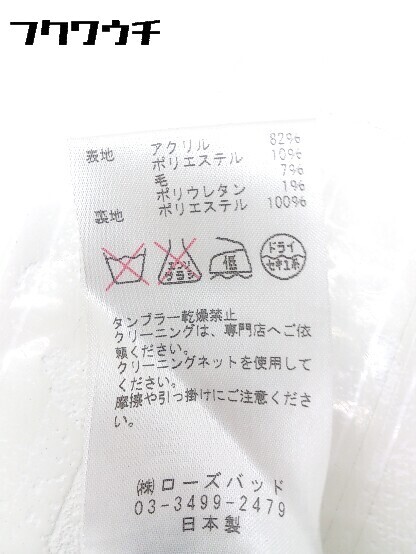 フクワウチ
表地 アクリル 82%
ポリエステル 10%
毛 7%
ポリウレタン 1%
裏地 ポリエステル 100%
エンソ サラシ 低 ドライ セキユ系
タンブラー乾燥禁止
クリーニングは、専門店へご依
頼ください。
クリーニングネットを使用して
ください。
摩擦や引っ掛けにご注意くださ
い。
㈱ローズバッド
03-3499-2479
日本製